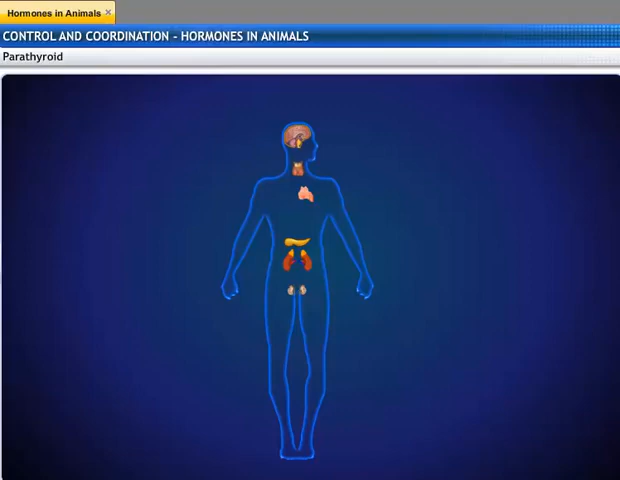 Hormones in Animals
CONTROL AND COORDINATION - HORMONES IN ANIMALS
Parathyroid